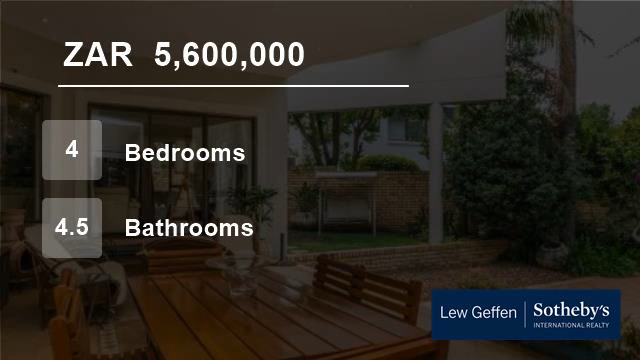 ZAR 5,600,000
4
Bedrooms
4.5
Bathrooms
Lew Geffen
Sotheby's
INTERNATIONAL REALTY